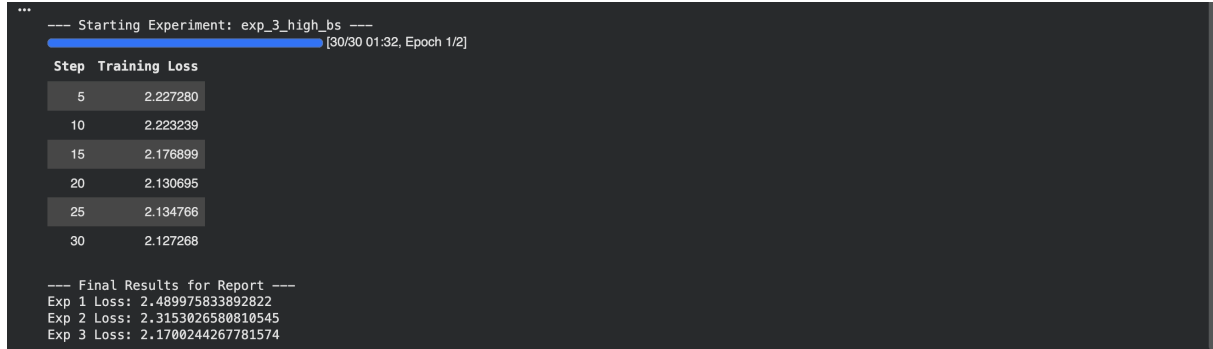 ...
--- Starting Experiment: exp_3_high_bs ---
[30/30 01:32, Epoch 1/2]
Step Training Loss
5 2.227280
10 2.223239
15 2.176899
20 2.130695
25 2.134766
30 2.127268
--- Final Results for Report ---
Exp 1 Loss: 2.489975833892822
Exp 2 Loss: 2.3153026580810545
Exp 3 Loss: 2.1700244267781574